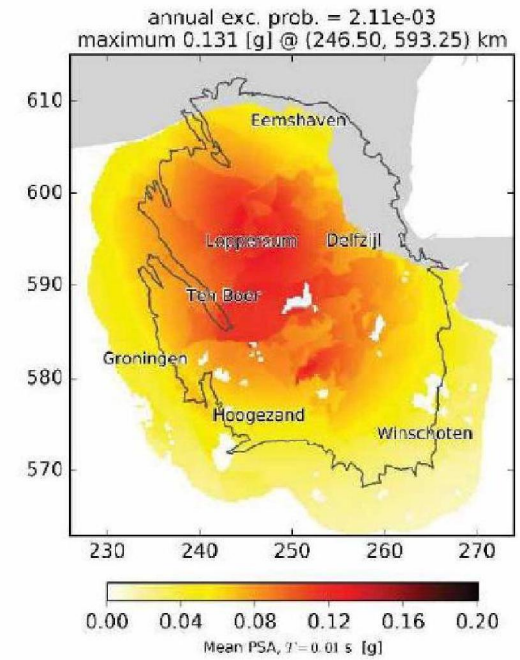 annual exc. prob. = 2.11e-03
maximum 0.131 [g] @ (246.50, 593.25) km
610
Eemshaven
600
Loppersum Delfzijl
590
Ten Boer
Groningen
580
Hoogezand
Winschoten
570
230 240 250 260 270
0.00 0.04 0.08 0.12 0.16 0.20
Mean PSA, T=0.01 s [g]